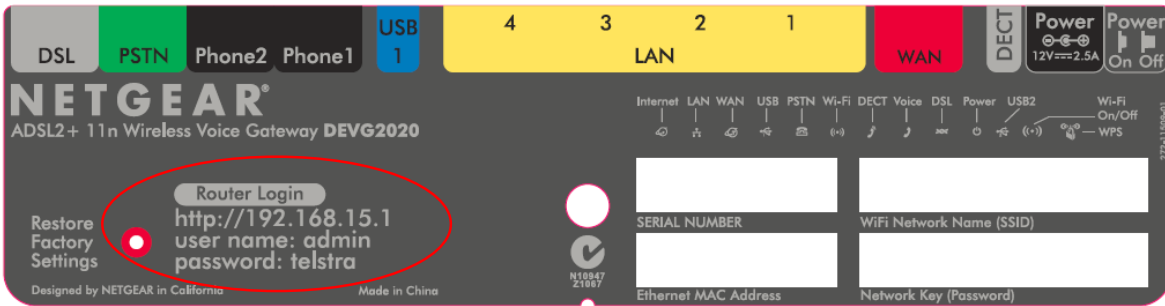 DSL PSTN Phone2 Phone1 USB 1 4 3 2 1 LAN WAN DECT Power 12V 2.5A Power On Off
NETGEAR®
ADSL2+ 11n Wireless Voice Gateway DEVG2020
Internet LAN WAN USB PSTN Wi-Fi DECT Voice DSL Power USB2 Wi-Fi On/Off
WPS
Router Login
http://192.168.15.1
user name: admin
password: telstra
Restore
Factory
Settings
Designed by NETGEAR in California
Made in China
N10947
Z1067
SERIAL NUMBER
WiFi Network Name (SSID)
Ethernet MAC Address
Network Key (Password)